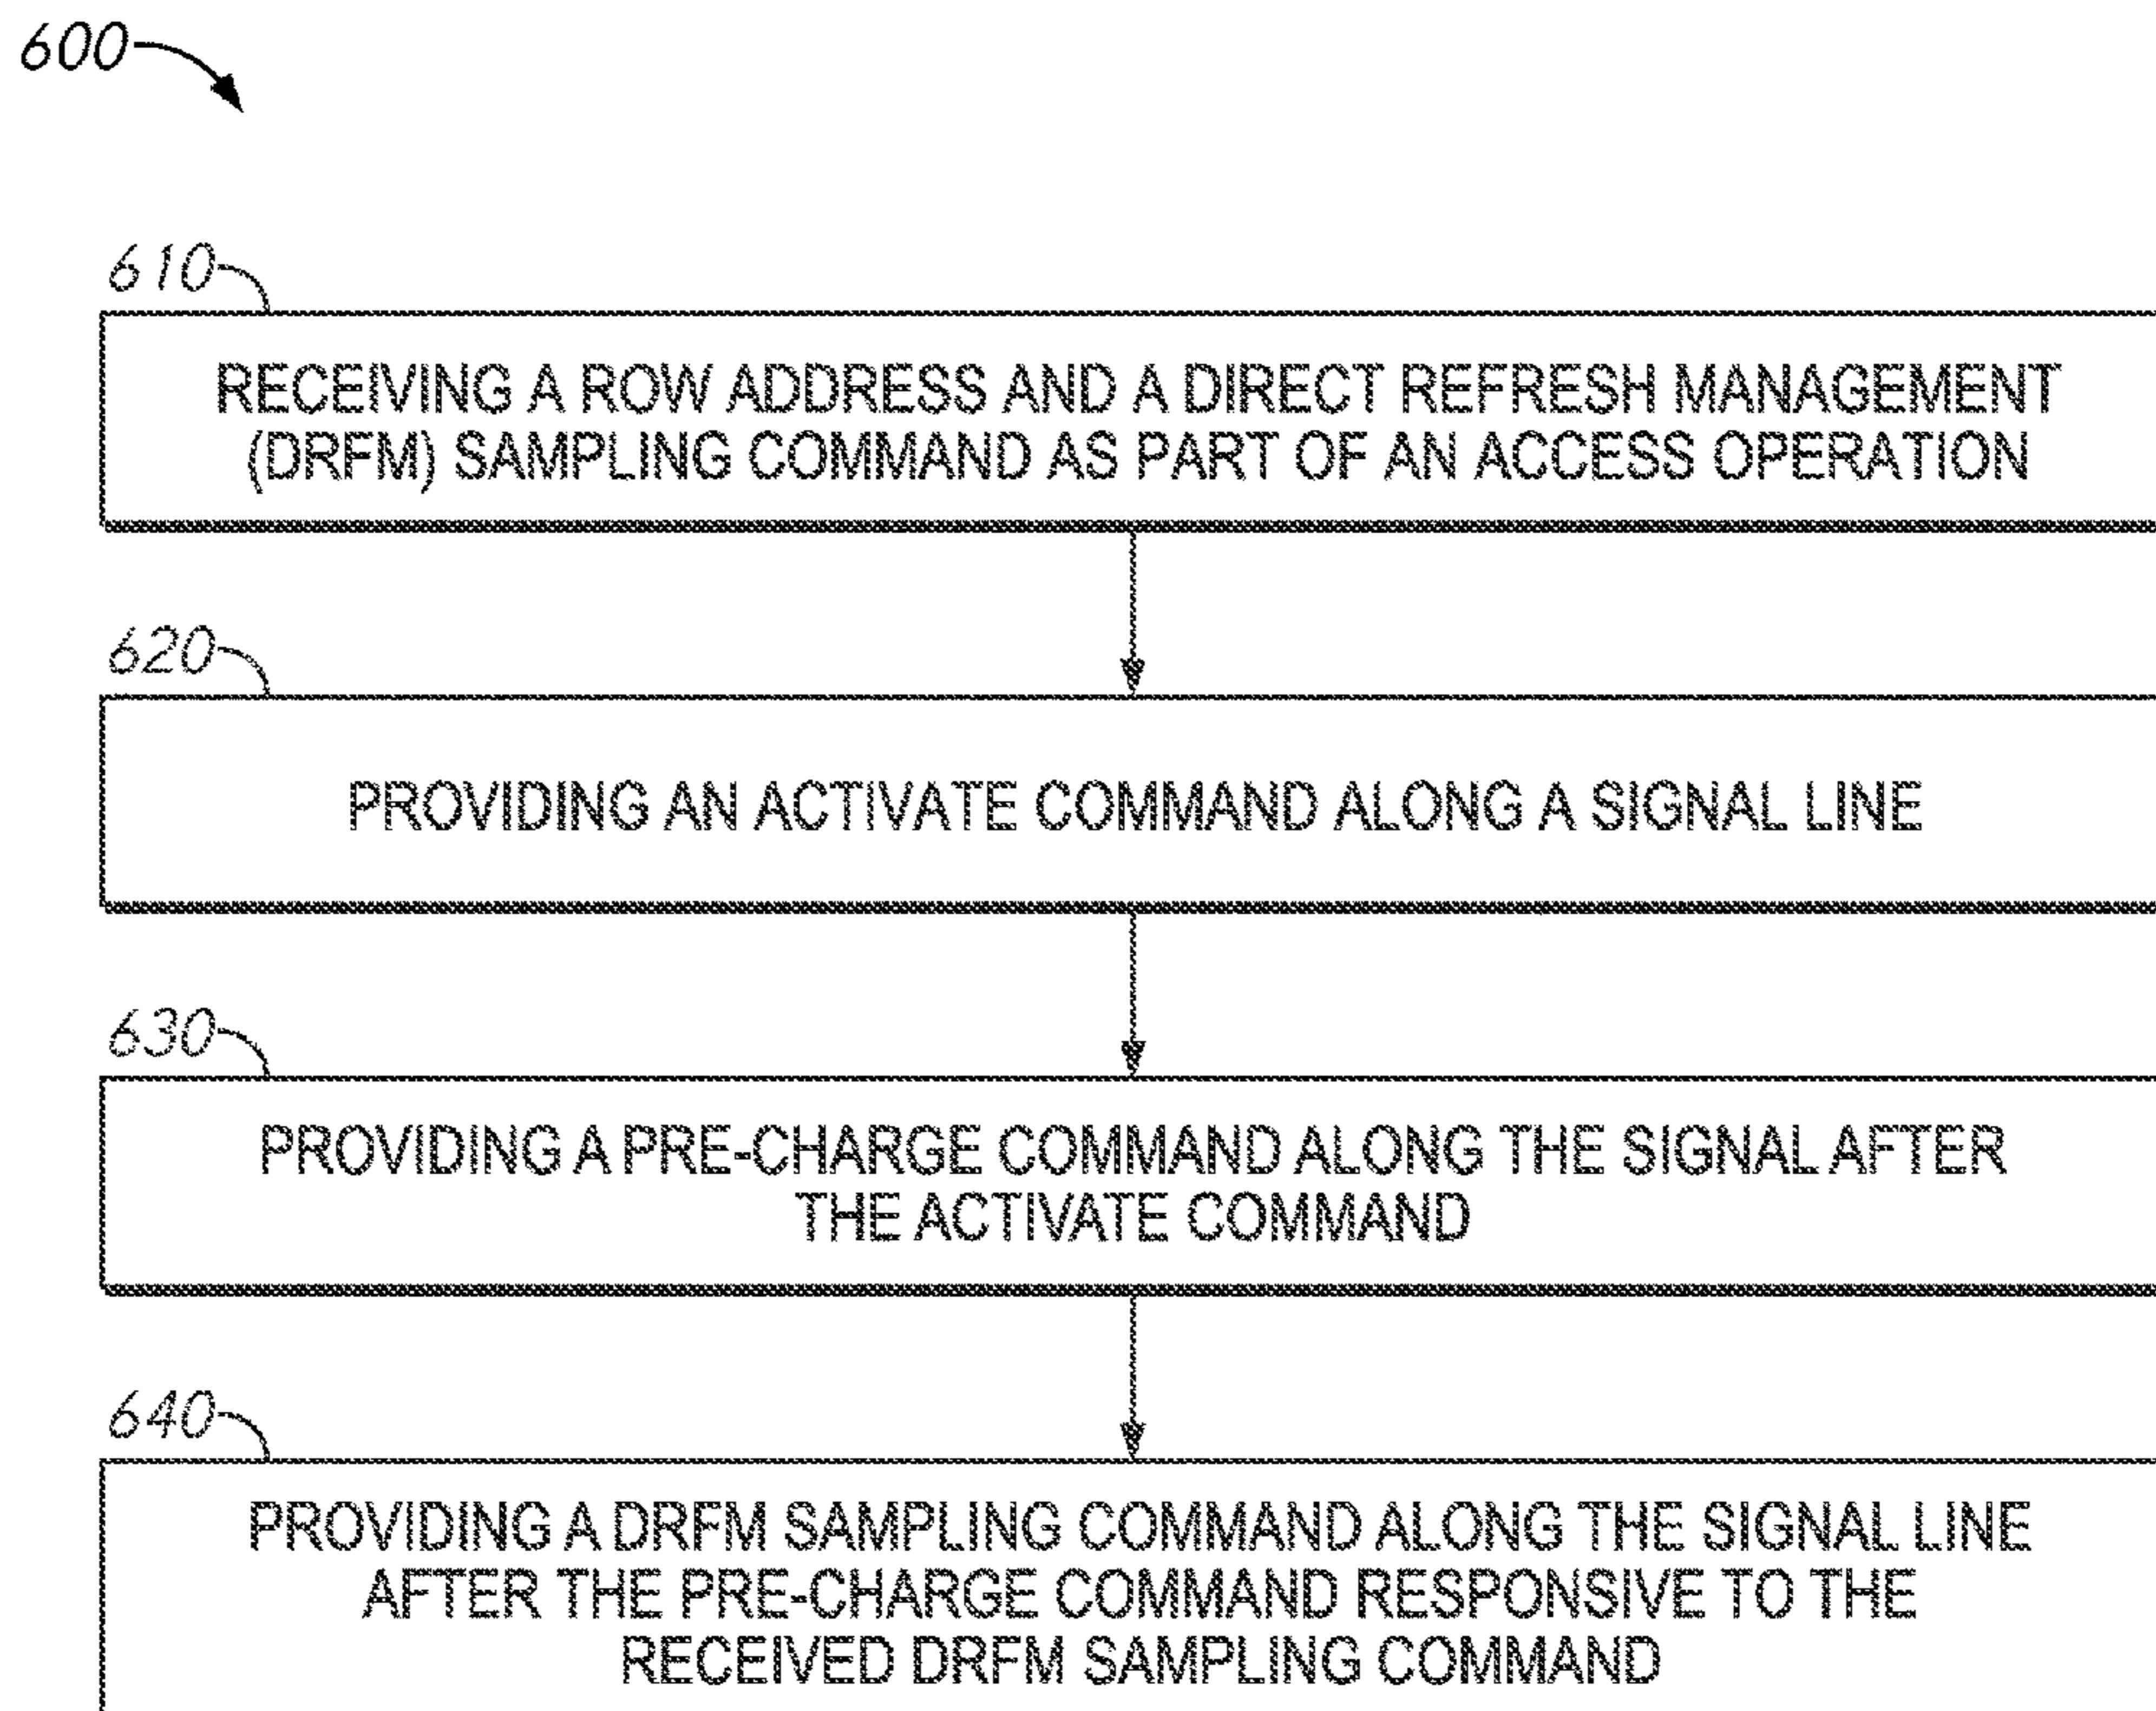 600
610
RECEIVING A ROW ADDRESS AND A DIRECT REFRESH MANAGEMENT
(DRFM) SAMPLING COMMAND AS PART OF AN ACCESS OPERATION
620
PROVIDING AN ACTIVATE COMMAND ALONG A SIGNAL LINE
630
PROVIDING A PRE-CHARGE COMMAND ALONG THE SIGNAL AFTER
THE ACTIVATE COMMAND
640
PROVIDING A DRFM SAMPLING COMMAND ALONG THE SIGNAL LINE
AFTER THE PRE-CHARGE COMMAND RESPONSIVE TO THE
RECEIVED DRFM SAMPLING COMMAND